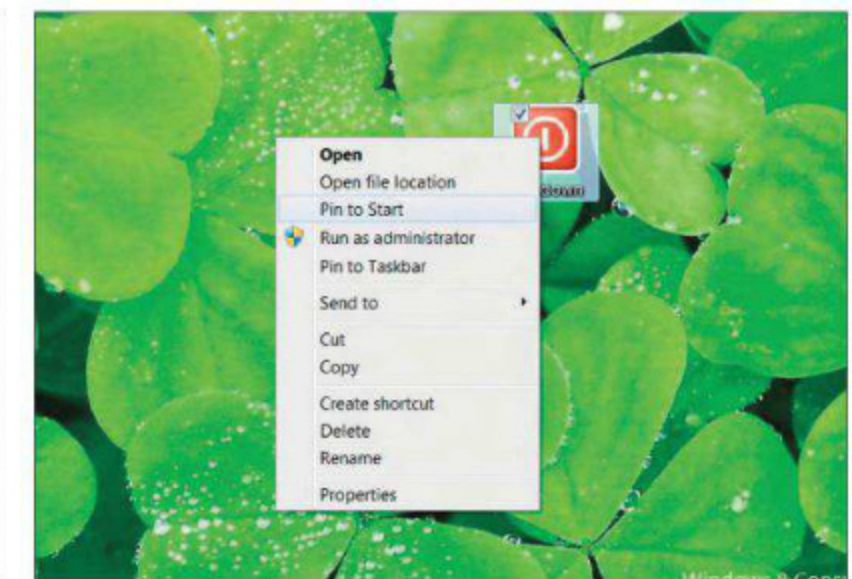 Open
Open file location
Pin to Start
Run as administrator
Pin to Taskbar
Send to
Cut
Copy
Create shortcut
Delete
Rename
Properties